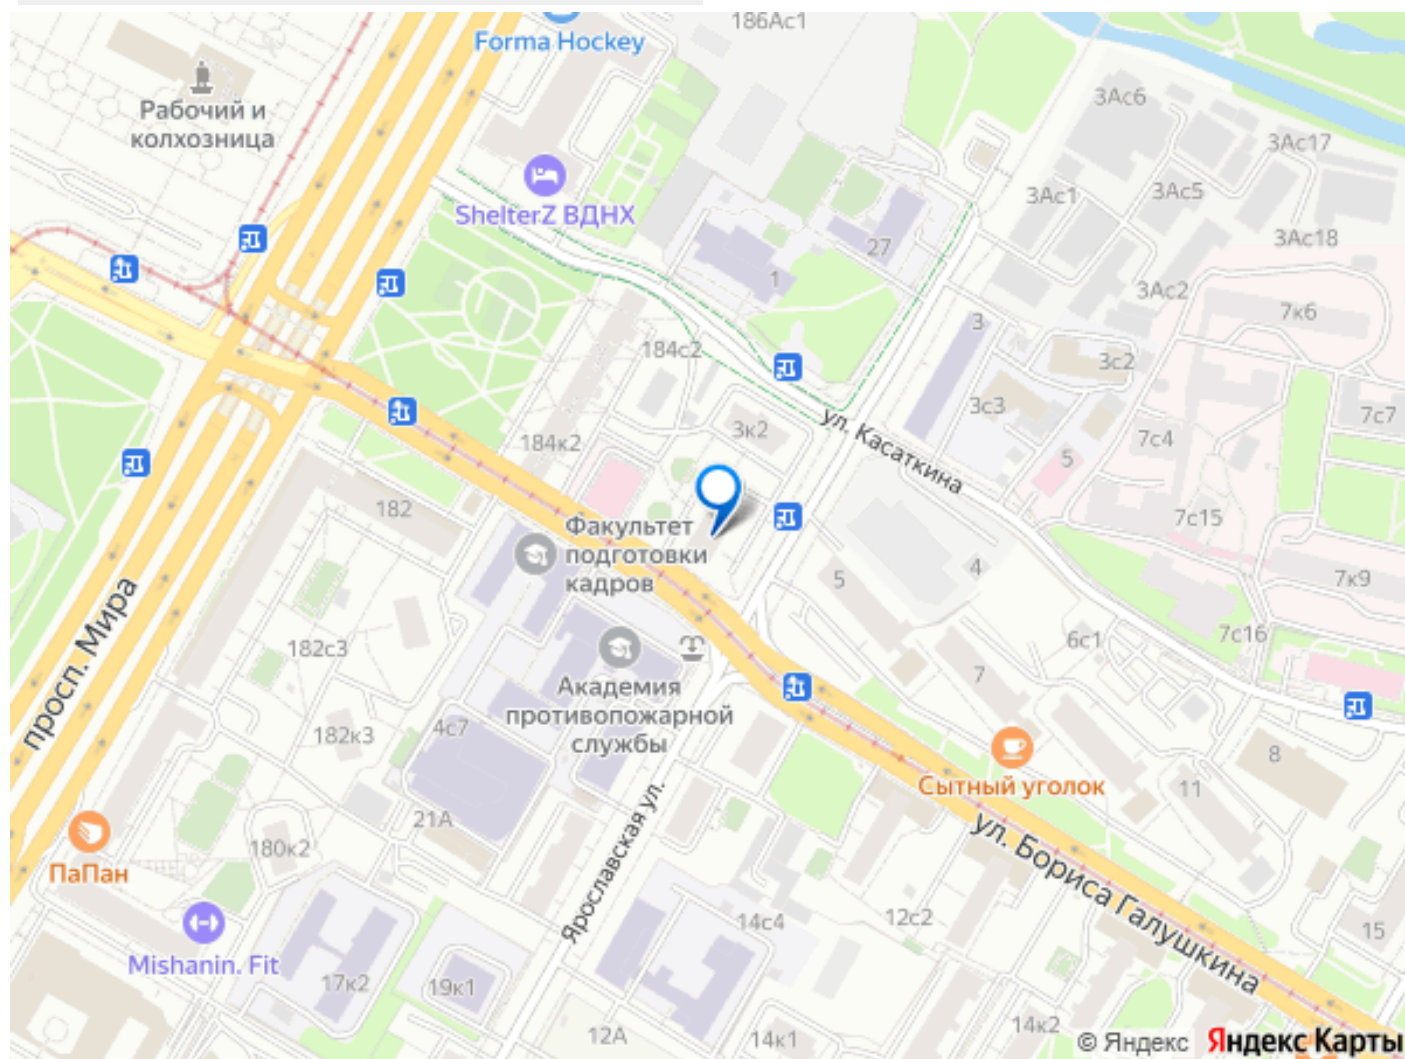 186Ас1
Forma Hockey
Рабочий и
колхозница
3Ас6
3Ас17
ShelterZ ВДНХ
27
3Ас1
3Ас5
3Ас18
1
3Ас2
7к6
184с2
3
3с2
3с3
7с7
184к2
3к2
ул. Касаткина
7с4
5
182
Факультет
подготовки
кадров
7с15
5
4
7к9
просп. Мира
182с3
6с1
7с16
Академия
противопожарной
службы
7
182к3
4с7
8
Сытный уголок
11
21А
180к2
ПаПан
Ярославская ул.
ул. Бориса Галушкина
14с4
12с2
15
Mishanin. Fit
17к2
19к1
12А
14к1
14к2
© Яндекс Яндекс Карты